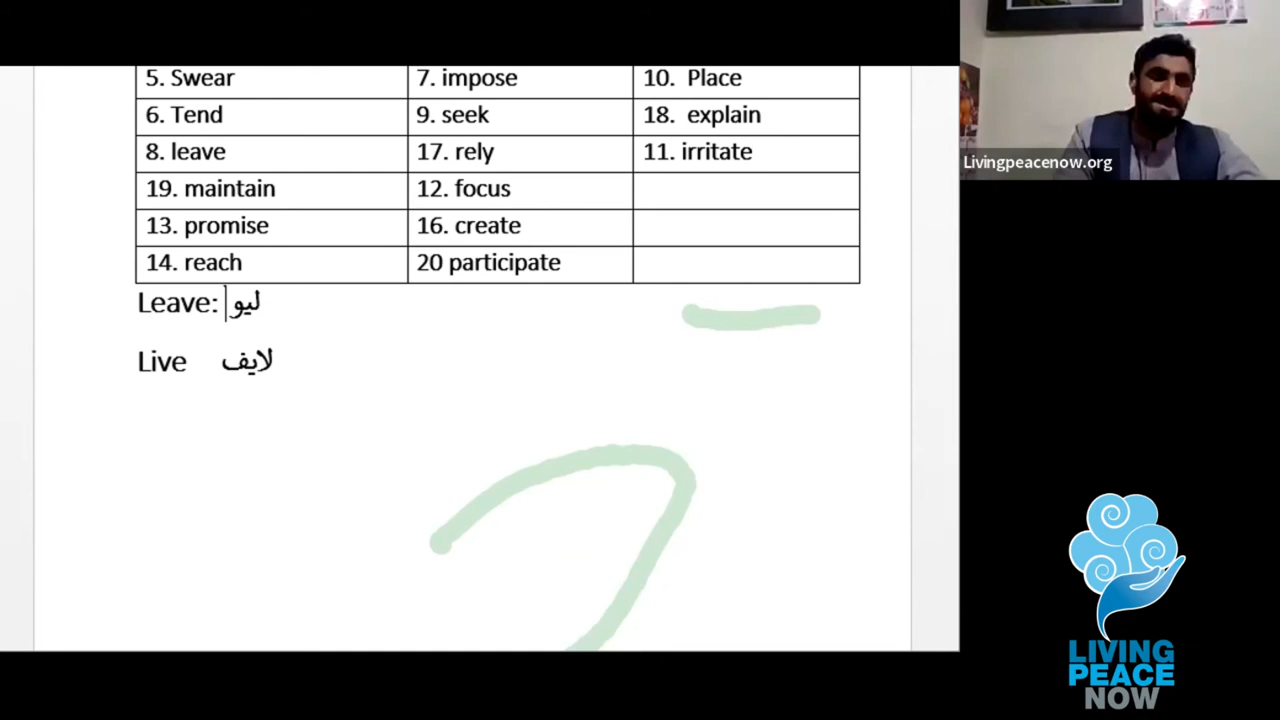 5. Swear 7. impose 10. Place
6. Tend 9. seek 18. explain
8. leave 17. rely 11. irritate
19. maintain 12. focus
13. promise 16. create
14. reach 20 participate
Leave: ليو
Live لايف
Livingpeacenow.org
LIVING
PEACE
NOW